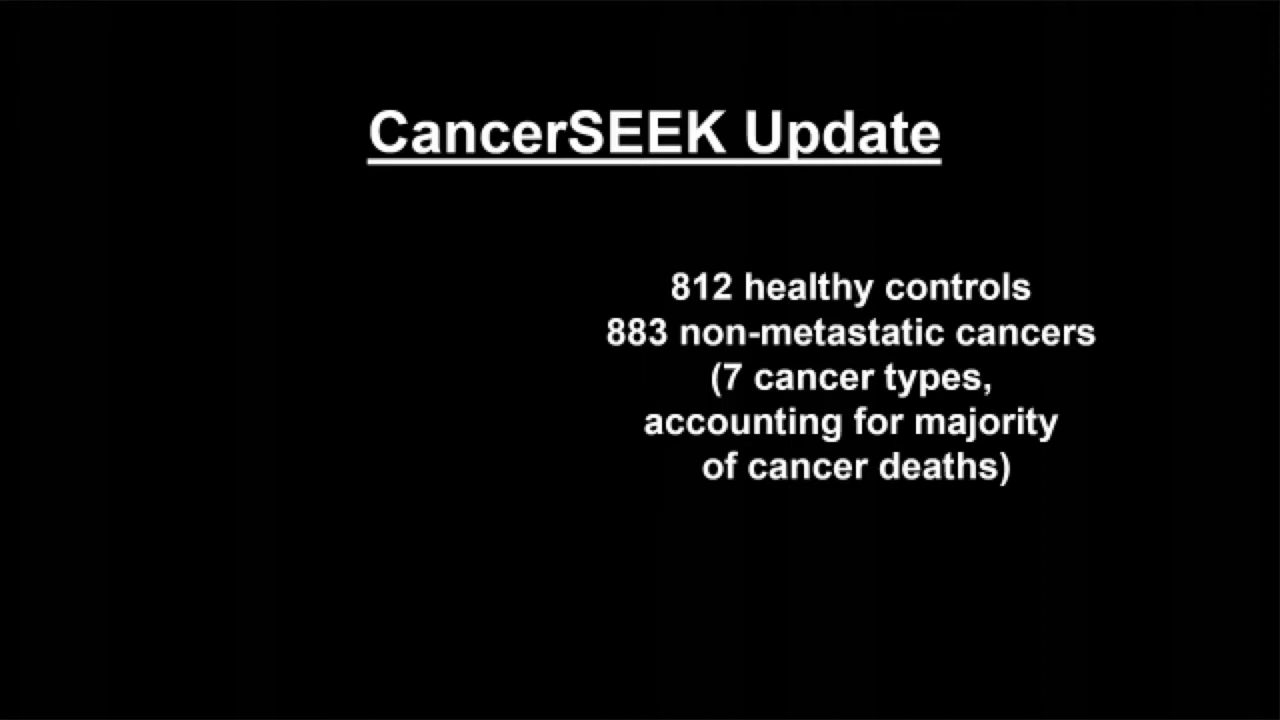 CancerSEEK Update
812 healthy controls
883 non-metastatic cancers
(7 cancer types,
accounting for majority
of cancer deaths)